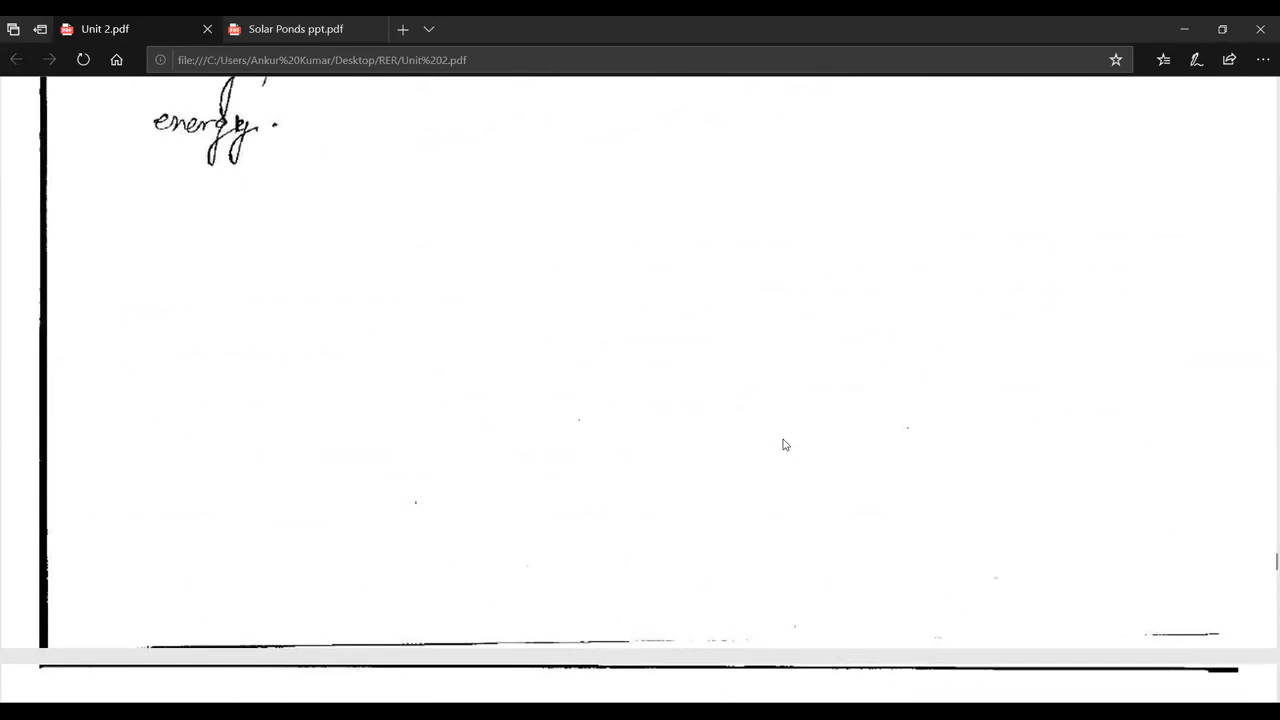 Unit 2.pdf
Solar Ponds ppt.pdf
file:///C:/Users/Ankur%20Kumar/Desktop/RER/Unit%202.pdf
energy.